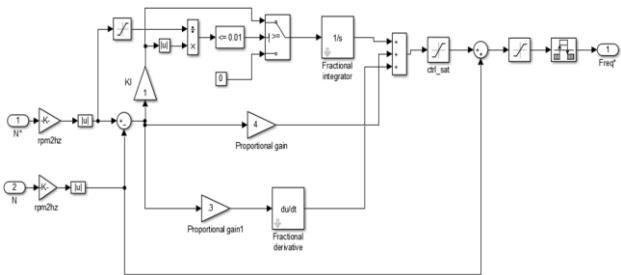 ÷
×
|u|
<= 0.01
>=
1/s
Fractional
integrator
KI
1
0
+
+
+
ctrl_sat
+
+
1
Freq*
1
N*
-K-
rpm2hz
|u|
+
-
4
Proportional gain
2
N
-K-
rpm2hz
|u|
.3
Proportional gain1
du/dt
Fractional
derivative